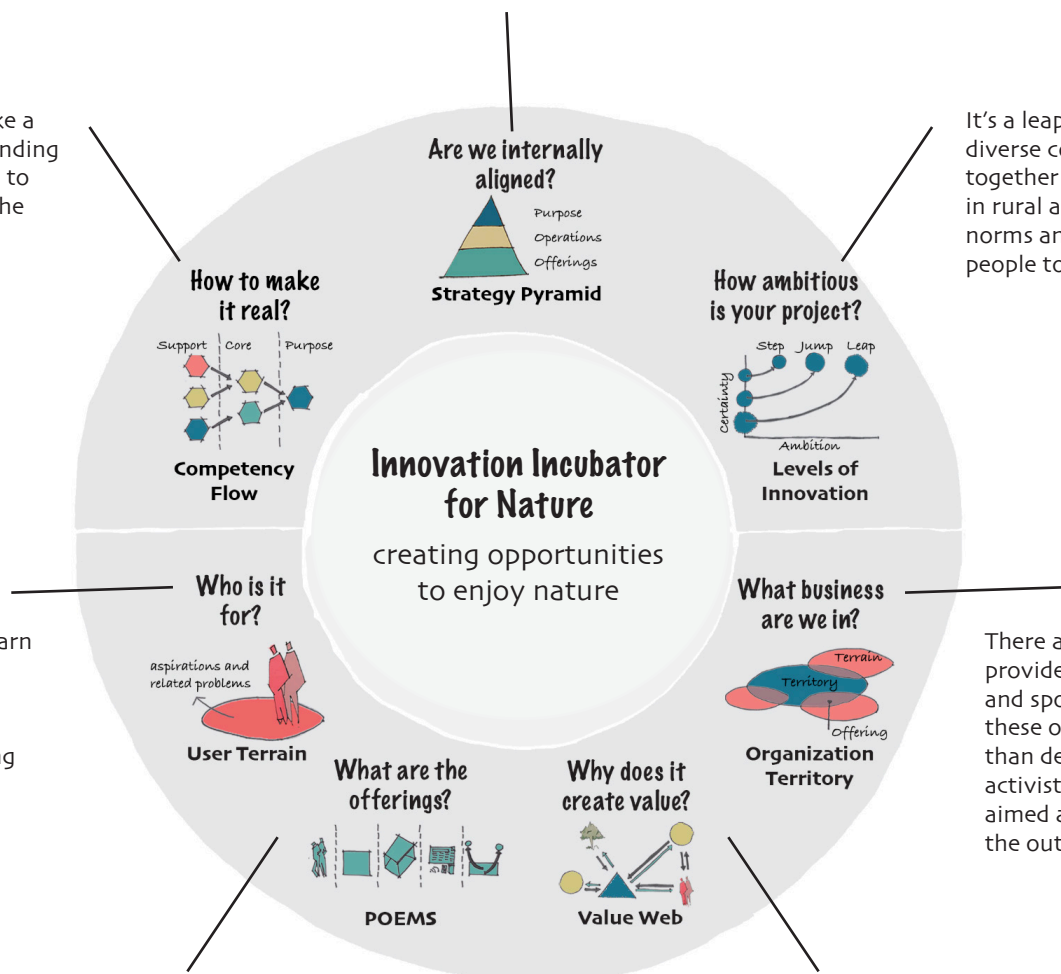 ke a
nding
to
he
It's a leap
diverse co
together
in rural a
norms an
people to
Are we internally
aligned?
Purpose
Operations
Offerings
Strategy Pyramid
How to make
it real?
Support Core Purpose
Competency
Flow
How ambitious
is your project?
Step Jump Leap
Certainty
Ambition
Levels of
Innovation
Innovation Incubator
for Nature
creating opportunities
to enjoy nature
Who is it
for?
aspirations and
related problems
User Terrain
arn
g
What business
are we in?
Terrain
Territory
Offering
Organization
Territory
There a
provide
and spo
these o
than de
activist
aimed a
the out
What are the
offerings?
POEMS
Why does it
create value?
Value Web